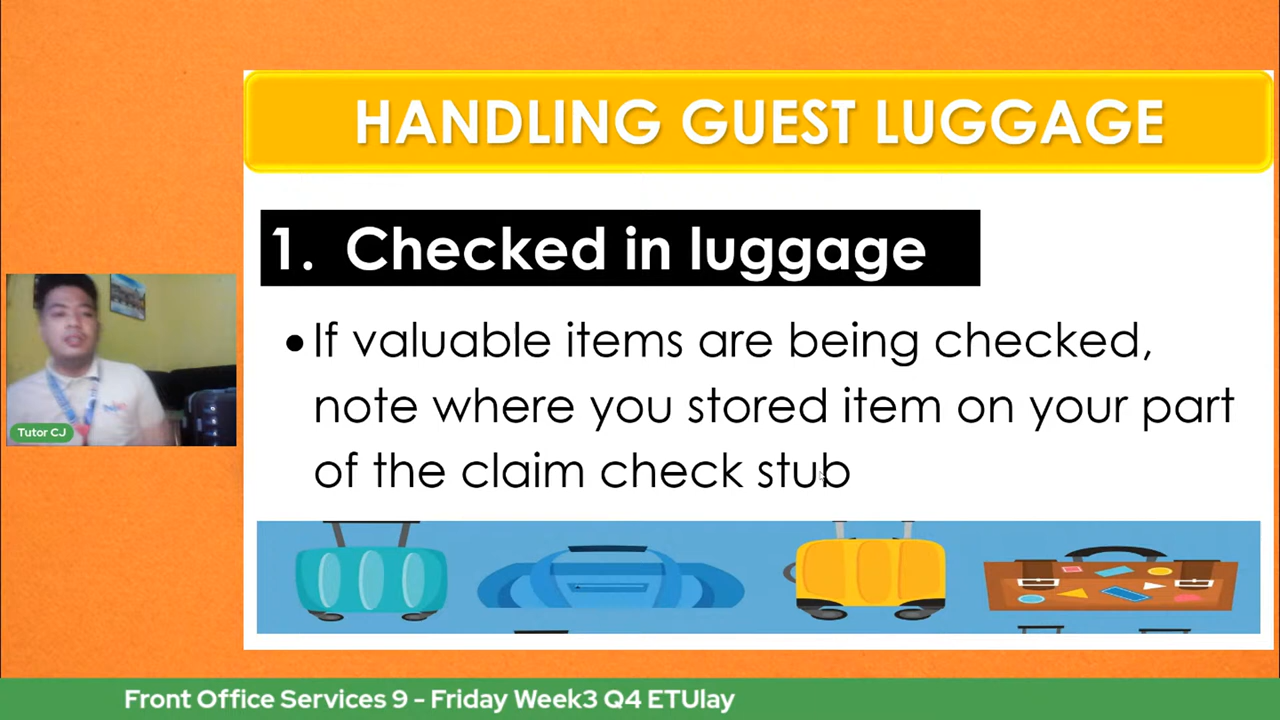 HANDLING GUEST LUGGAGE
1. Checked in luggage
• If valuable items are being checked,
note where you stored item on your part
of the claim check stub
Tutor CJ
Front Office Services 9 - Friday Week3 Q4 ETUlay